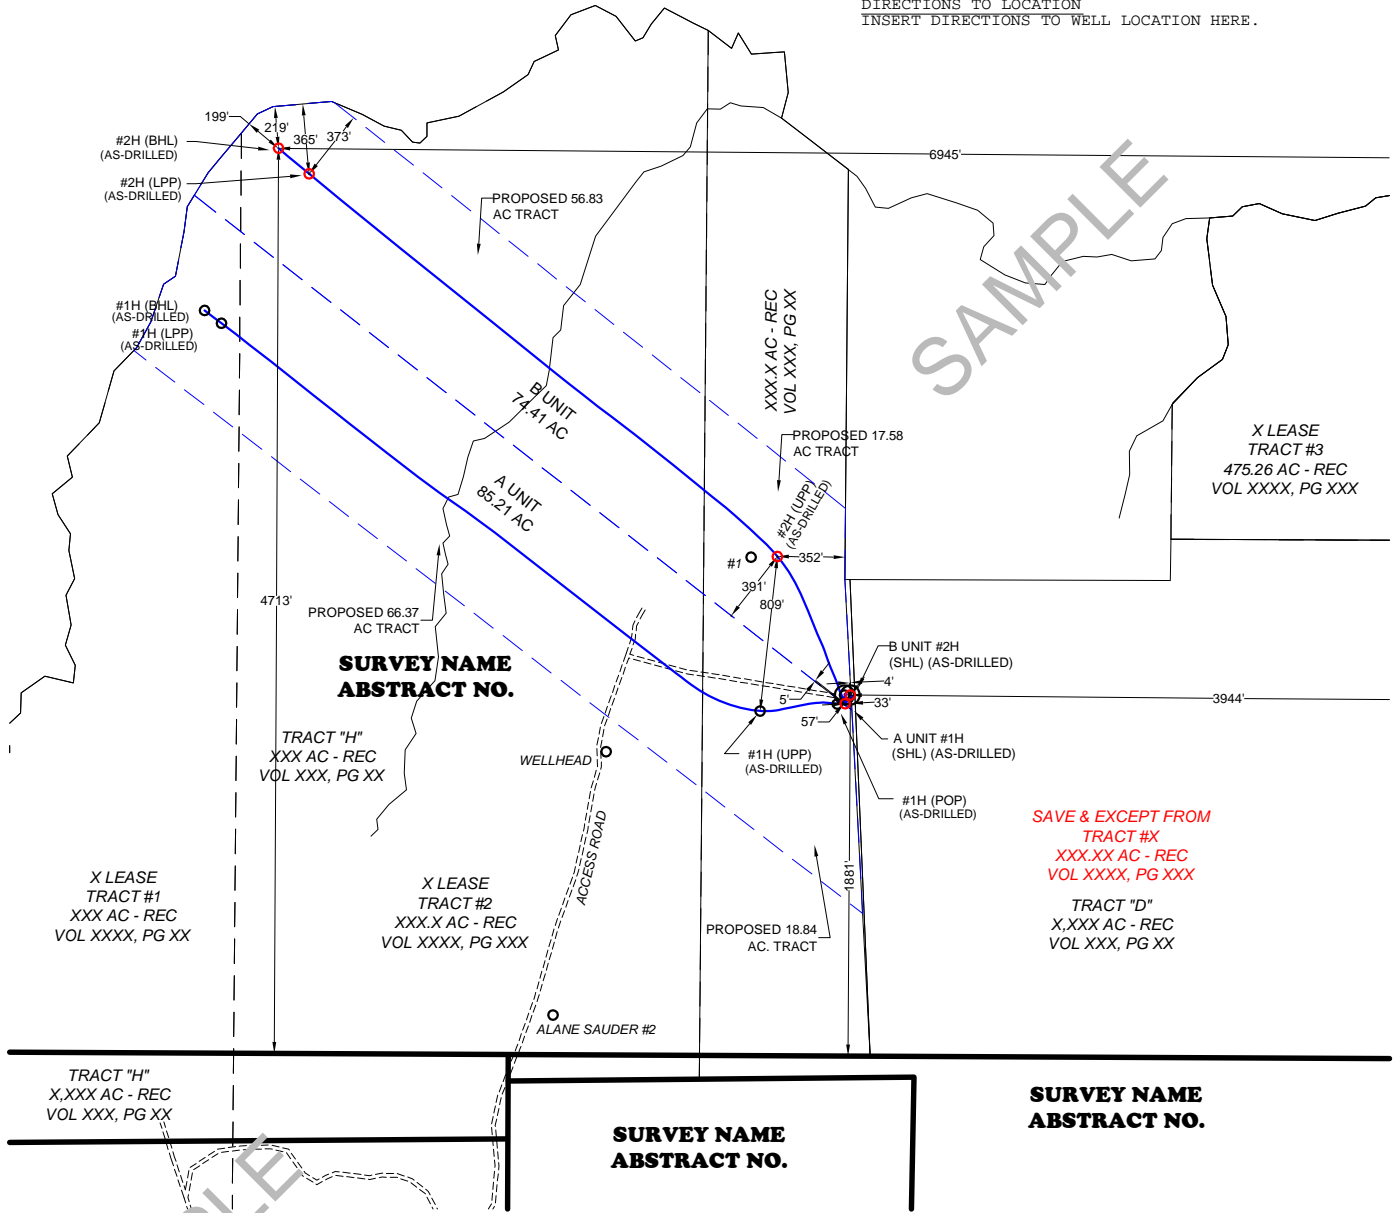 DIRECTIONS TO LOCATION
INSERT DIRECTIONS TO WELL LOCATION HERE.
199'
219'
365'
373'
#2H (BHL)
(AS-DRILLED)
#2H (LPP)
(AS-DRILLED)
6945'
SAMPLE
PROPOSED 56.83
AC TRACT
#1H (BHL)
(AS-DRILLED)
#1H (LPP)
(AS-DRILLED)
XXX.X AC - REC
VOL XXX, PG XX
B UNIT
74.41 AC
PROPOSED 17.58
AC TRACT
X LEASE
TRACT #3
475.26 AC - REC
VOL XXXX, PG XXX
A UNIT
85.21 AC
#2H (UPP)
(AS-DRILLED)
#1
352'
391'
809'
4713'
PROPOSED 66.37
AC TRACT
SURVEY NAME
ABSTRACT NO.
B UNIT #2H
(SHL) (AS-DRILLED)
4'
5'
33'
57'
3944'
A UNIT #1H
(SHL) (AS-DRILLED)
TRACT "H"
XXX AC - REC
VOL XXX, PG XX
WELLHEAD
#1H (UPP)
(AS-DRILLED)
#1H (POP)
(AS-DRILLED)
ACCESS ROAD
1881'
SAVE & EXCEPT FROM
TRACT #X
XXX.XX AC - REC
VOL XXXX, PG XXX
TRACT "D"
X,XXX AC - REC
VOL XXX, PG XX
X LEASE
TRACT #1
XXX AC - REC
VOL XXXX, PG XX
X LEASE
TRACT #2
XXX.X AC - REC
VOL XXXX, PG XXX
PROPOSED 18.84
AC. TRACT
ALANE SAUDER #2
TRACT "H"
X,XXX AC - REC
VOL XXX, PG XX
SURVEY NAME
ABSTRACT NO.
SURVEY NAME
ABSTRACT NO.
PLE